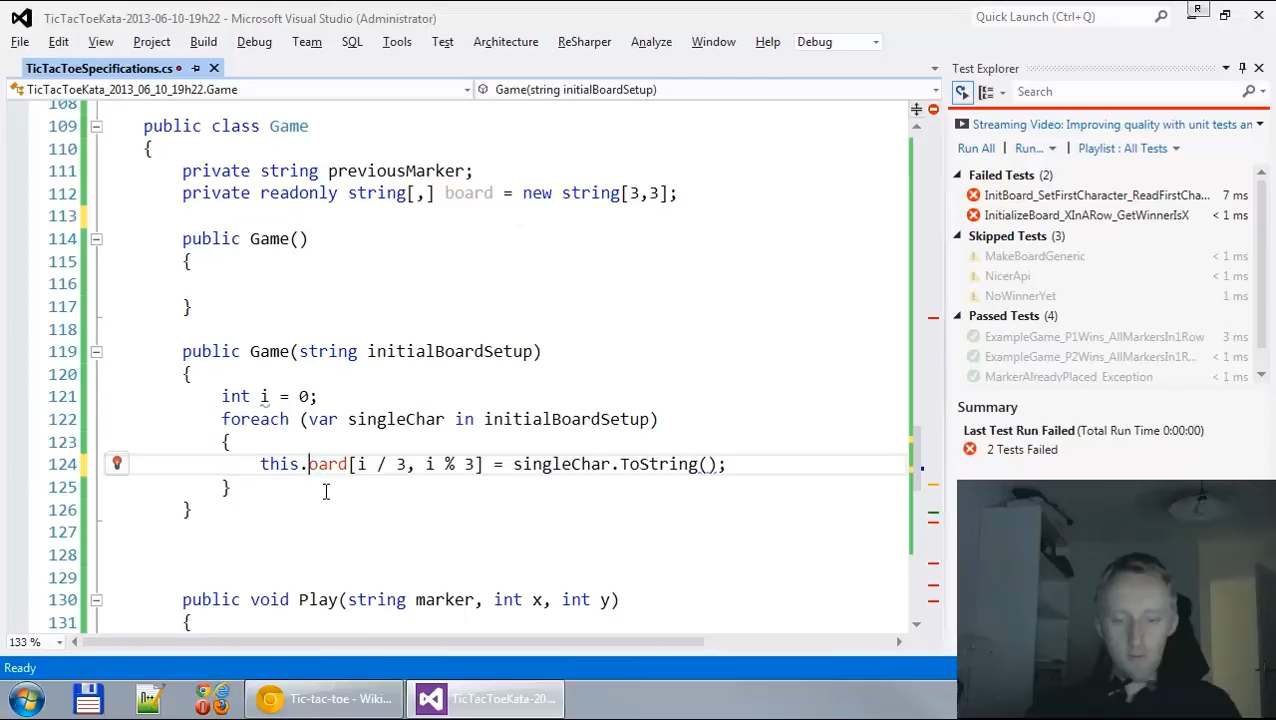 TicTacToeKata-2013-06-10-19h22 - Microsoft Visual Studio (Administrator)
Quick Launch (Ctrl+Q)
R
File Edit View Project Build Debug Team SQL Tools Test Architecture ReSharper Analyze Window Help Debug
TicTacToeSpecifications.cs
TicTacToeKata_2013_06_10_19h22.Game
Game(string initialBoardSetup)
108
109 public class Game
110 {
111 private string previousMarker;
112 private readonly string[,] board = new string[3,3];
113
114 public Game()
115 {
116
117 }
118
119 public Game(string initialBoardSetup)
120 {
121 int i = 0;
122 foreach (var singleChar in initialBoardSetup)
123 {
124 this.oard[i / 3, i % 3] = singleChar.ToString();
125 }
126 }
127
128
129
130 public void Play(string marker, int x, int y)
131 {
133 %
Ready
Test Explorer
Search
Streaming Video: Improving quality with unit tests an
Run All Run... Playlist : All Tests
Failed Tests (2)
InitBoard_SetFirstCharacter_ReadFirstCha... 7 ms
InitializeBoard_XInARow_GetWinnerIsX < 1 ms
Skipped Tests (3)
MakeBoardGeneric < 1 ms
NicerApi < 1 ms
NoWinnerYet 1 ms
Passed Tests (4)
ExampleGame_P1Wins_AllMarkersIn1Row 3 ms
ExampleGame_P2Wins_AllMarkersIn1R... < 1 ms
MarkerAlreadyPlaced_Exception < 1 ms
Summary
Last Test Run Failed (Total Run Time 0:00:00)
2 Tests Failed
Tic-tac-toe - Wiki...
TicTacToeKata-20...